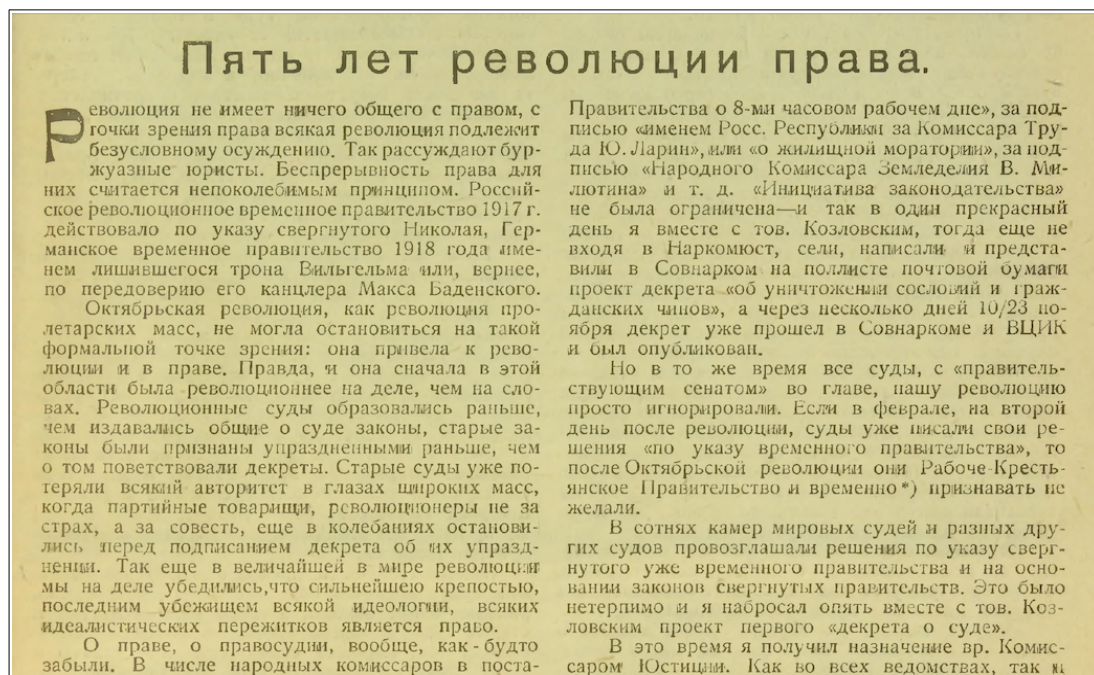 Пять лет революции права.
Революция не имеет ничего общего с правом, с
точки зрения права всякая революция подлежит
безусловному осуждению. Так рассуждают бур-
жуазные юристы. Беспрерывность права для
них считается непоколебимым принципом. Россий-
ское революционное временное правительство 1917 г.
действовало по указу свергнутого Николая, Гер-
манское временное правительство 1918 года име-
нем лишившегося трона Вильгельма или, вернее,
по передоверию его канцлера Макса Баденского.
Октябрьская революция, как революция про-
летарских масс, не могла остановиться на такой
формальной точке зрения: она привела к рево-
люции и в праве. Правда, и она сначала в этой
области была революционнее на деле, чем на сло-
вах. Революционные суды образовались раньше,
чем издавались общие о суде законы, старые за-
коны были признаны упраздненными раньше, чем
о том поветствовали декреты. Старые суды уже по-
теряли всякий авторитет в глазах широких масс,
когда партийные товарищи, революционеры не за
страх, а за совесть, еще в колебаниях останови-
лись перед подписанием декрета об их упразд-
нении. Так еще в величайшей в мире революции
мы на деле убедились,что сильнейшею крепостью,
последним убежищем всякой идеологии, всяких
идеалистических пережитков является право.
О праве, о правосудии, вообще, как-будто
забыли. В числе народных комиссаров в поста-
Правительства о 8-ми часовом рабочем дне», за под-
писью «именем Росс. Республики за Комиссара Тру-
да Ю. Ларин», или «о жилищной моратории», за под-
писью «Народного Комиссара Земледелия В. Ми-
лютина» и т. д. «Инициатива законодательства»
не была ограничена—и так в один прекрасный
день я вместе с тов. Козловским, тогда еще не
входя в Наркомюст, сели, написали и предста-
вили в Совнарком на поллисте почтовой бумаги
проект декрета «об уничтожении сословий и граж-
данских чинов», а через несколько дней 10/23 но-
ября декрет уже прошел в Совнаркоме и ВЦИК
и был опубликован.
Но в то же время все суды, с «правитель-
ствующим сенатом» во главе, нашу революцию
просто игнорировали. Если в феврале, на второй
день после революции, суды уже писали свои ре-
шения «по указу временного правительства», то
после Октябрьской революции они Рабоче-Кресть-
янское Правительство и временно*) признавать не
желали.
В сотнях камер мировых судей и разных дру-
гих судов провозглашали решения по указу сверг-
нутого уже временного правительства и на осно-
вании законов свергнутых правительств. Это было
нетерпимо и я набросал опять вместе с тов. Коз-
ловским проект первого «декрета о суде».
В это время я получил назначение вр. Комис-
саром Юстиции. Как во всех ведомствах, так и